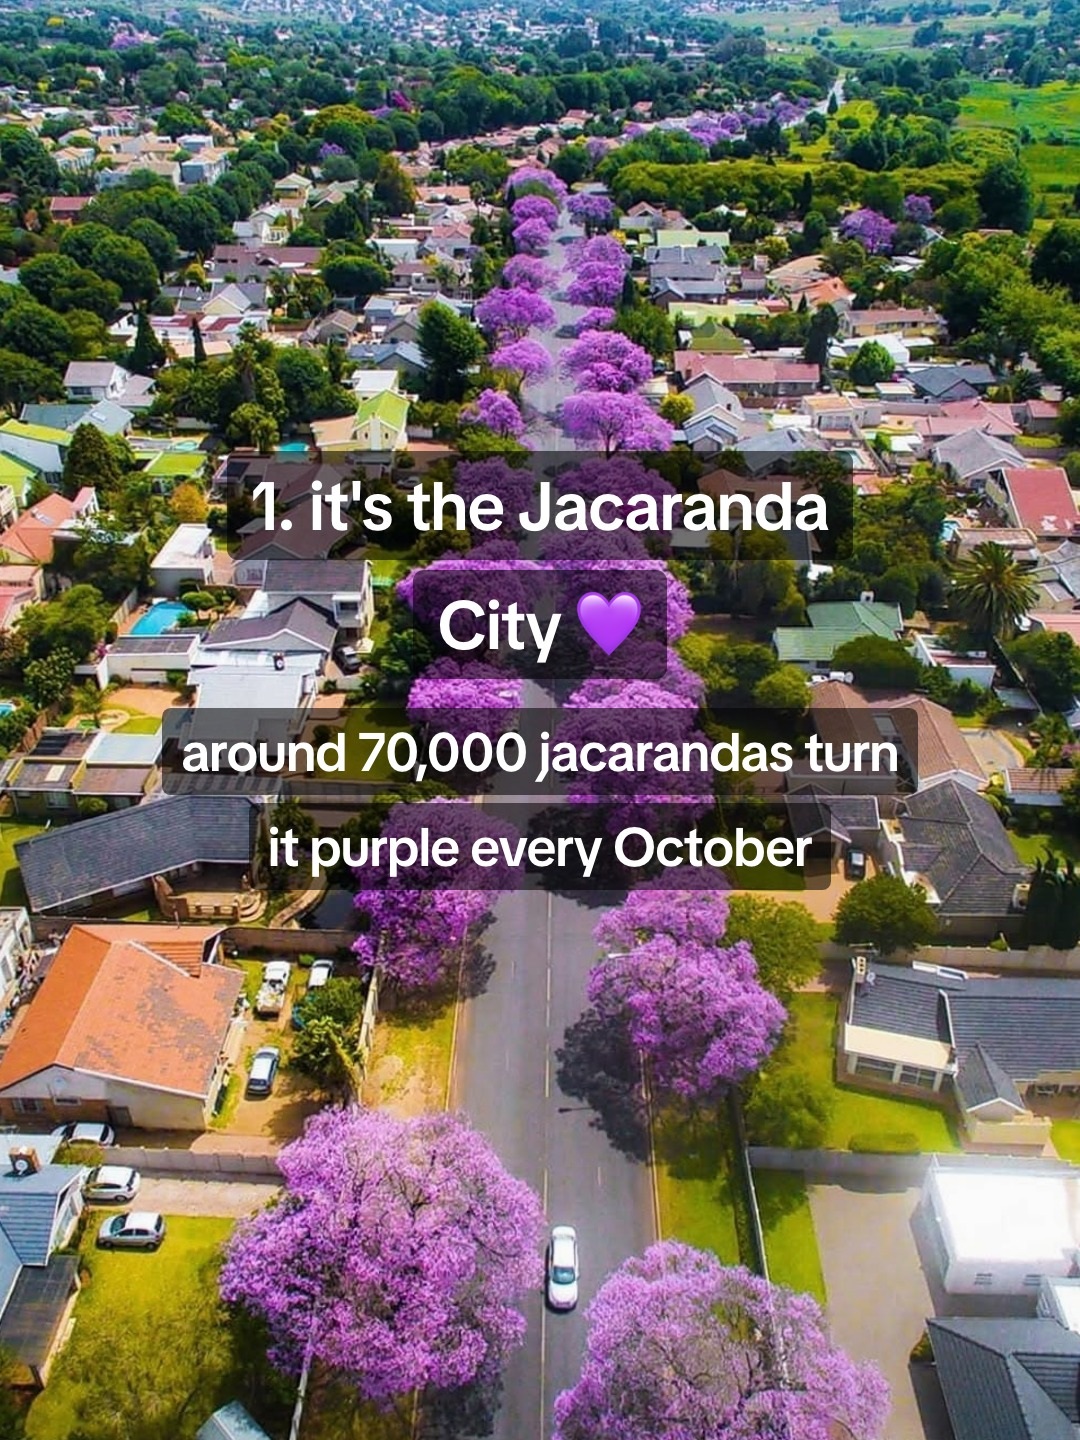 1. it's the Jacaranda
City 💜
around 70,000 jacarandas turn
it purple every October